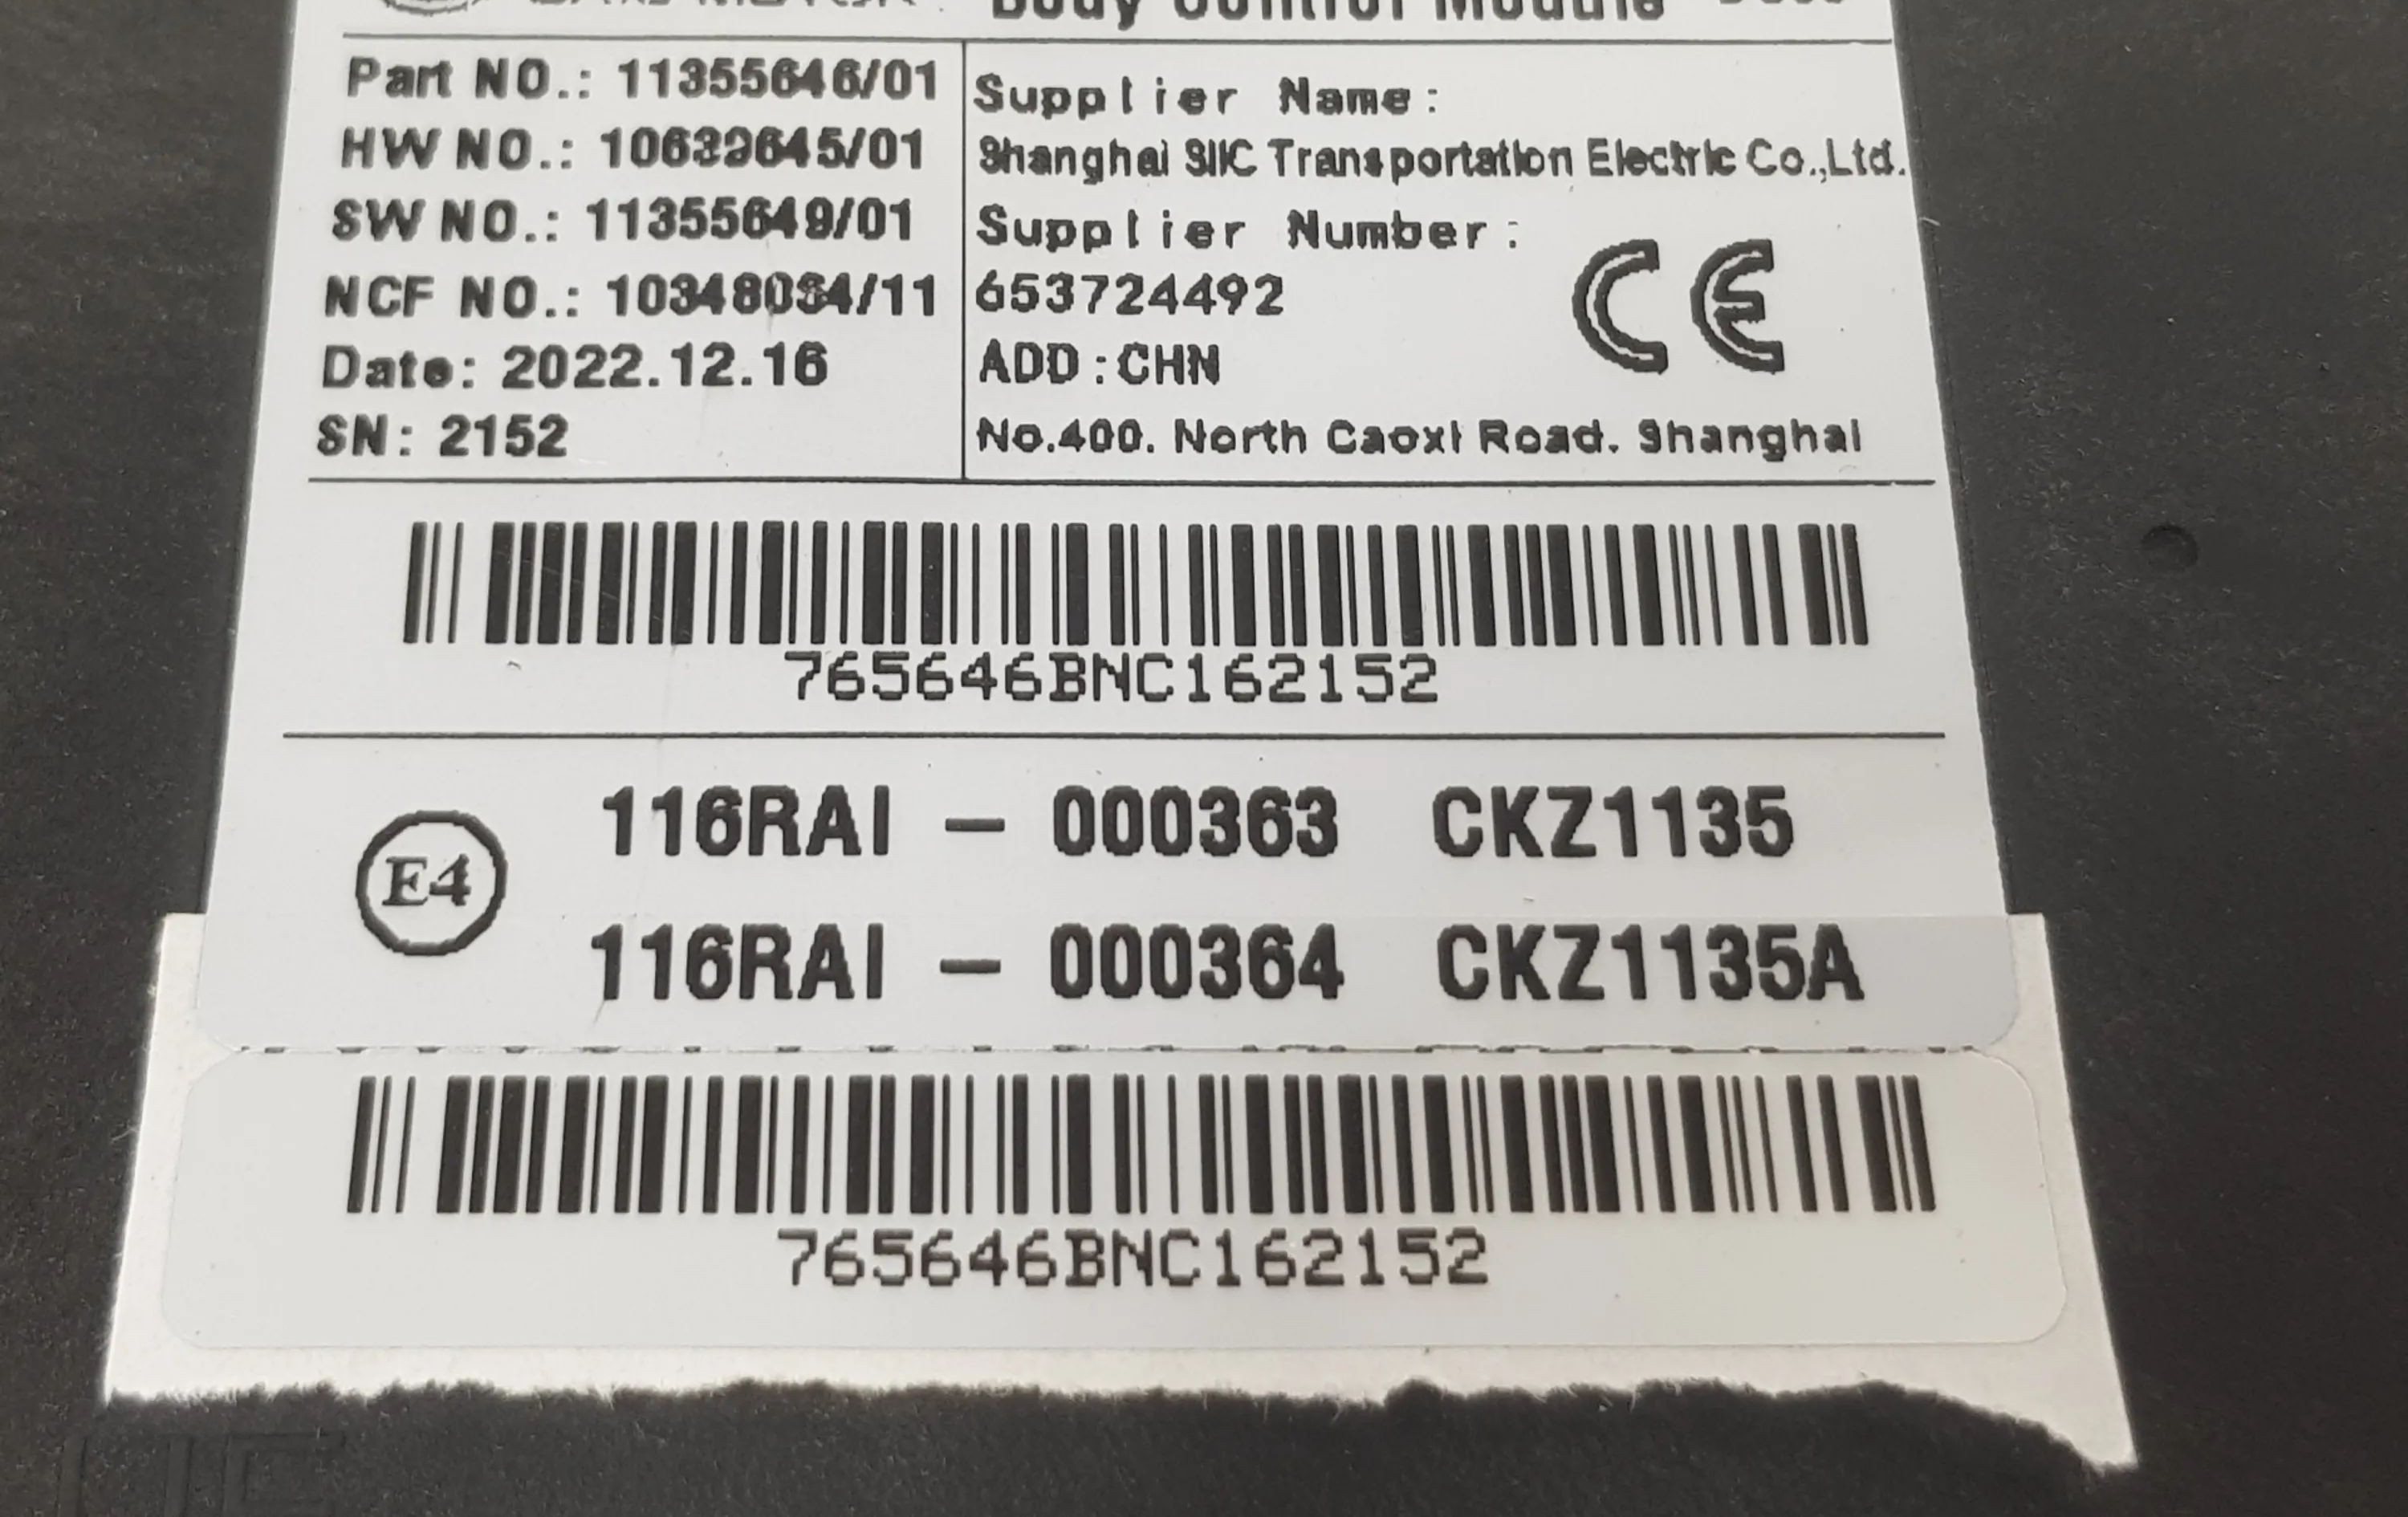 Body Control Module
Part NO.: 11355646/01
HW NO.: 10639645/01
SW NO.: 11355649/01
NCF NO.: 10348034/11
Date: 2022.12.16
SN: 2152
Supplier Name:
Shanghai SIIC Transportation Electric Co.,Ltd.
Supplier Number:
653724492
CE
ADD:CHN
No.400. North Caoxi Road. Shanghai
765646BNC162152
E4
116RAI - 000363 CKZ1135
116RAI - 000364 CKZ1135A
765646BNC162152